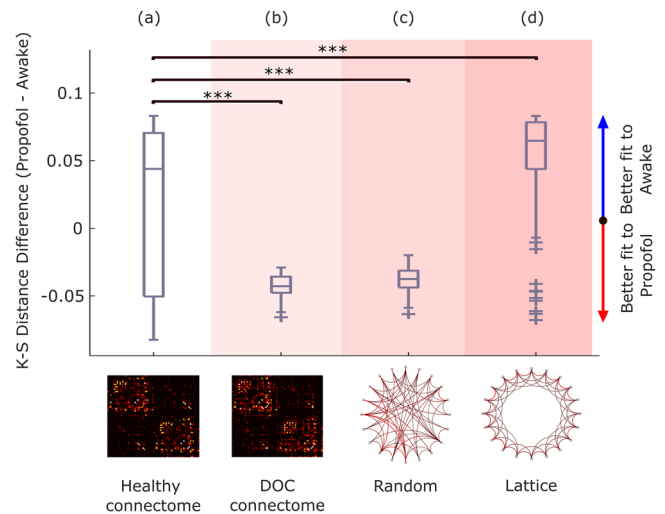 (a) (b) (c) (d)
K-S Distance Difference (Propofol - Awake)
0.1
0.05
0
-0.05
***
***
***
Better fit to
Awake
Better fit to
Propofol
Healthy
connectome
DOC
connectome
Random
Lattice